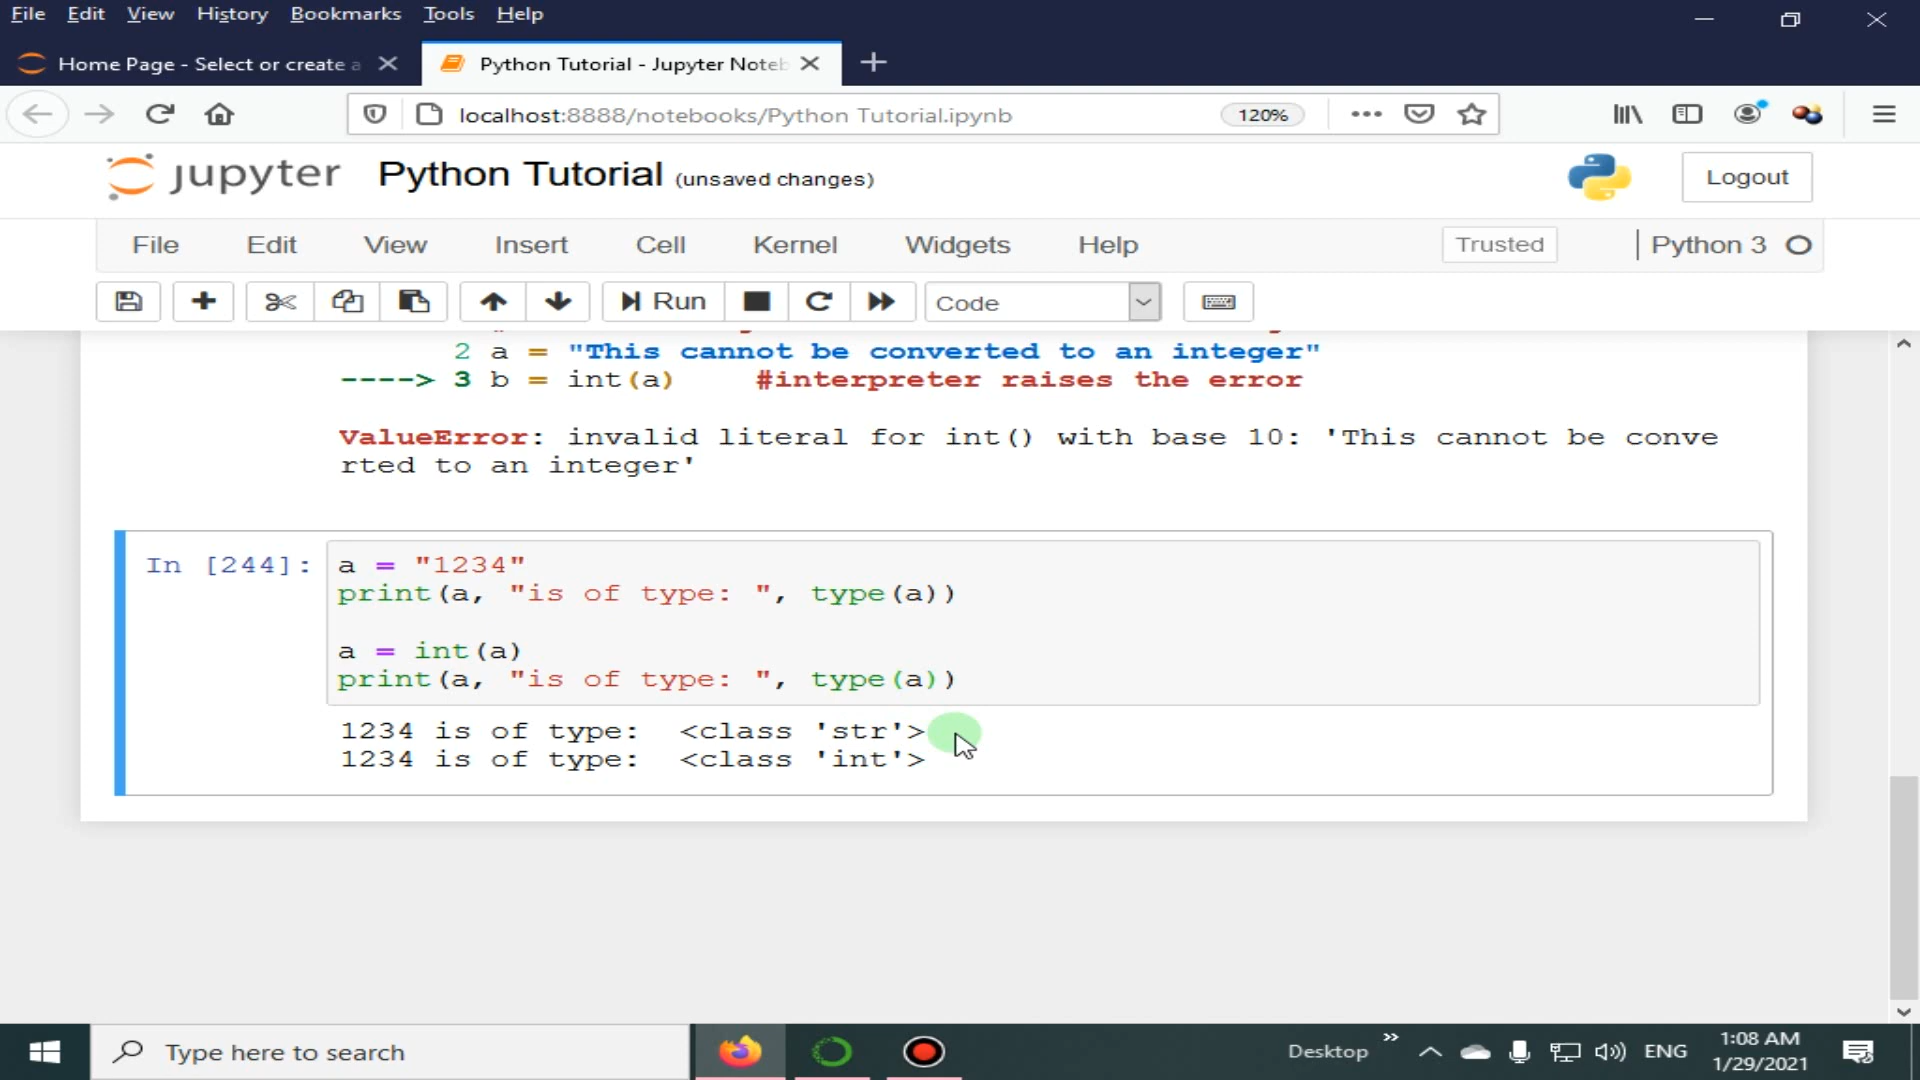 File Edit View History Bookmarks Tools Help
Home Page - Select or create a
Python Tutorial - Jupyter Noteb
localhost:8888/notebooks/Python Tutorial.ipynb
120%
jupyter Python Tutorial (unsaved changes)
Logout
File Edit View Insert Cell Kernel Widgets Help
Trusted
Python 3
Run
Code
2 a = "This cannot be converted to an integer"
----> 3 b = int(a)    #interpreter raises the error
ValueError: invalid literal for int() with base 10: 'This cannot be conve
rted to an integer'
In [244]:
a = "1234"
print(a, "is of type: ", type(a))
a = int(a)
print(a, "is of type: ", type(a))
1234 is of type:  <class 'str'>
1234 is of type:  <class 'int'>
Type here to search
Desktop
ENG
1:08 AM
1/29/2021